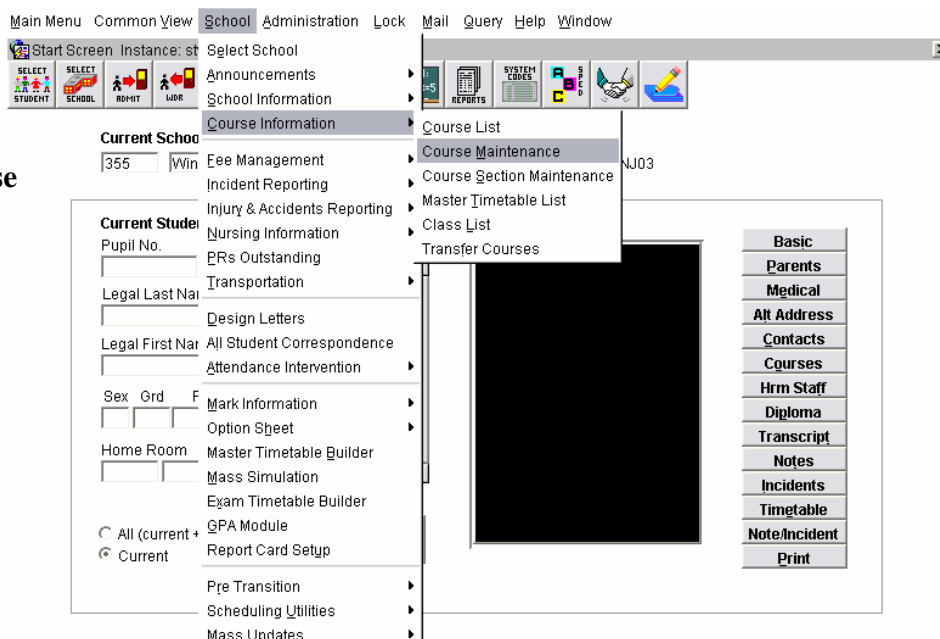 Main Menu Common View School Administration Lock Mail Query Help Window
Start Screen Instance: st
SELECT STUDENT
SELECT SCHOOL
ADMIT
WDR
REPORTS
SYSTEM CODES
Select School
Announcements
School Information
Course Information
Fee Management
Incident Reporting
Injury & Accidents Reporting
Nursing Information
PRs Outstanding
Transportation
Design Letters
All Student Correspondence
Attendance Intervention
Mark Information
Option Sheet
Master Timetable Builder
Mass Simulation
Exam Timetable Builder
GPA Module
Report Card Setup
Pre Transition
Scheduling Utilities
Mass Updates
Course List
Course Maintenance
Course Section Maintenance
Master Timetable List
Class List
Transfer Courses
se
Current Schoo
355 Win
NJ03
Current Studer
Pupil No.
Legal Last Nar
Legal First Nar
Sex Grd
Home Room
All (current +
Current
Basic
Parents
Medical
Alt Address
Contacts
Courses
Hrm Staff
Diploma
Transcript
Notes
Incidents
Timetable
Note/Incident
Print